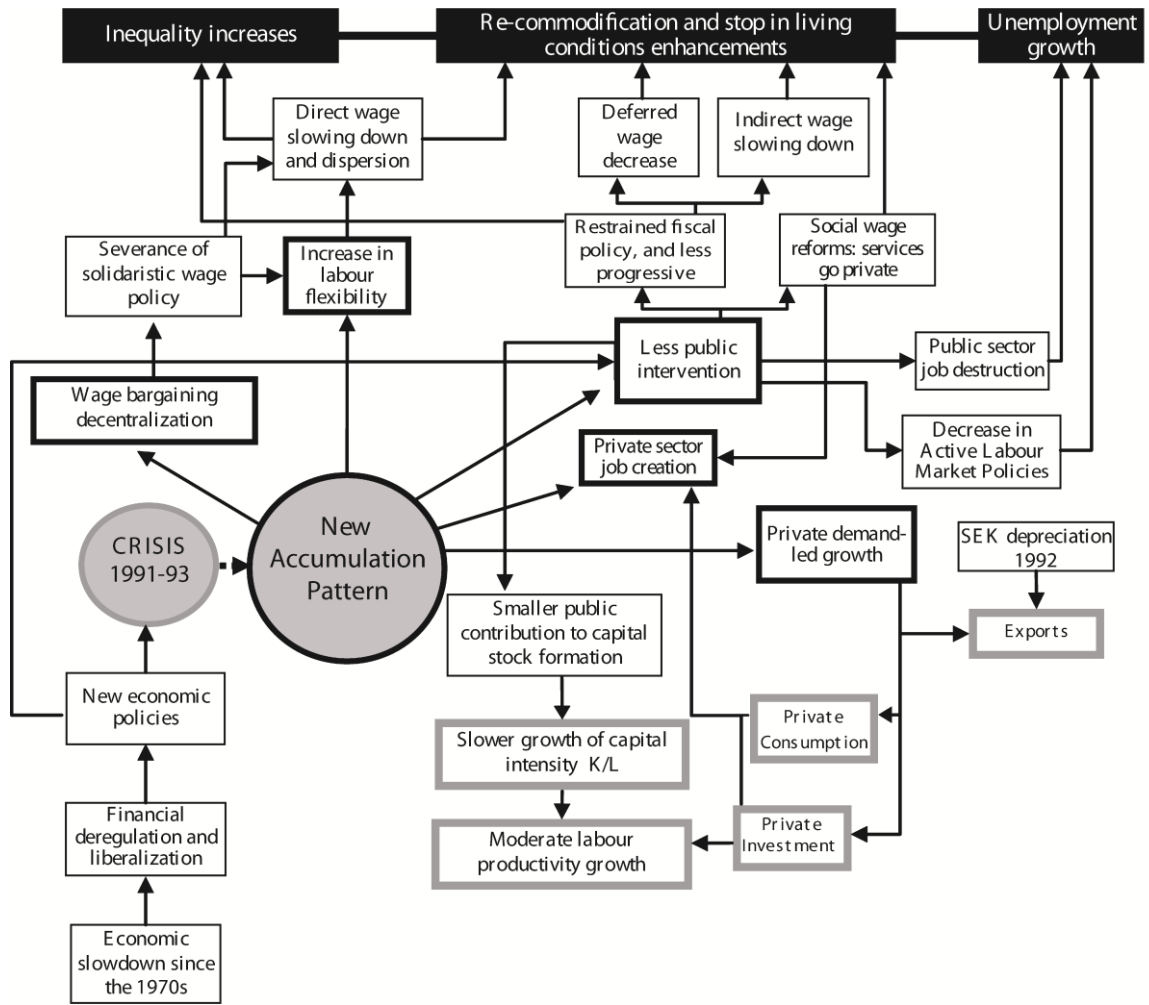 Inequality increases
Re-commodification and stop in living
conditions enhancements
Unemployment
growth
Direct wage
slowing down
and dispersion
Deferred
wage
decrease
Indirect wage
slowing down
Severance of
solidaristic wage
policy
Increase in
labour
flexibility
Restrained fiscal
policy, and less
progressive
Social wage
reforms: services
go private
Less public
intervention
Public sector
job destruction
Wage bargaining
decentralization
Private sector
job creation
Decrease in
Active Labour
Market Policies
CRISIS
1991-93
New
Accumulation
Pattern
Private demand-
led growth
SEK depreciation
1992
Smaller public
contribution to capital
stock formation
Exports
New economic
policies
Slower growth of capital
intensity K/L
Private
Consumption
Financial
deregulation and
liberalization
Moderate labour
productivity growth
Private
Investment
Economic
slowdown since
the 1970s